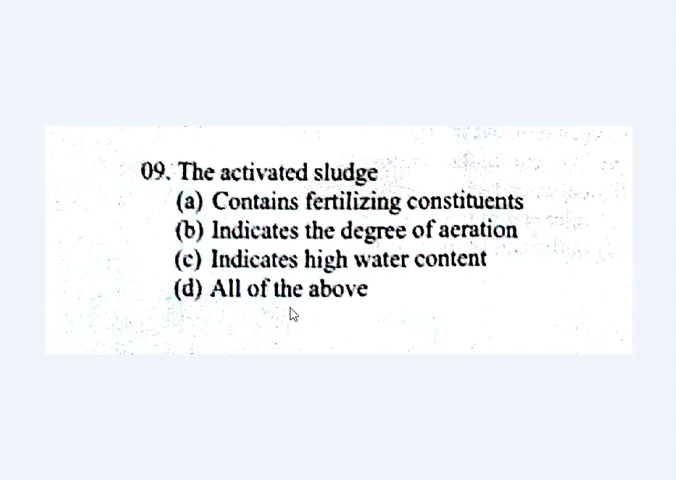 09. The activated sludge
(a) Contains fertilizing constituents
(b) Indicates the degree of aeration
(c) Indicates high water content
(d) All of the above